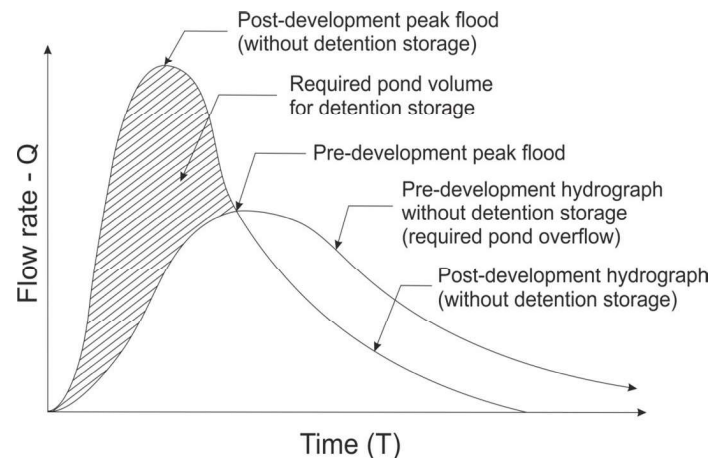 Post-development peak flood
(without detention storage)
Required pond volume
for detention storage
Pre-development peak flood
Pre-development hydrograph
without detention storage
(required pond overflow)
Post-development hydrograph
(without detention storage)
Flow rate - Q
Time (T)